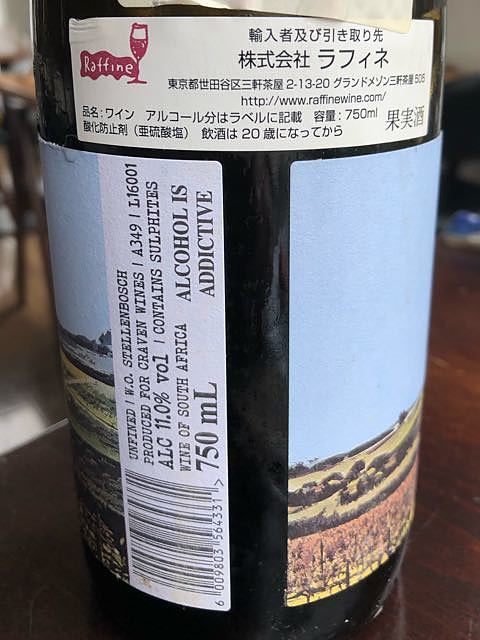 Raffine
輸入者及び引き取り先
株式会社 ラフィネ
東京都世田谷区三軒茶屋 2-13-20 グランドメゾン三軒茶屋 505
http://www.raffinewine.com/
品名：ワイン　アルコール分はラベルに記載　容量：750ml
酸化防止剤（亜硫酸塩）　飲酒は 20 歳になってから
果実酒
UNFINED | W.O. STELLENBOSCH
PRODUCED FOR CRAVEN WINES | A349 | L16001
ALC 11.0% vol | CONTAINS SULPHITES
WINE OF SOUTH AFRICA
750 mL
ALCOHOL IS
ADDICTIVE
6 009803 564331 >